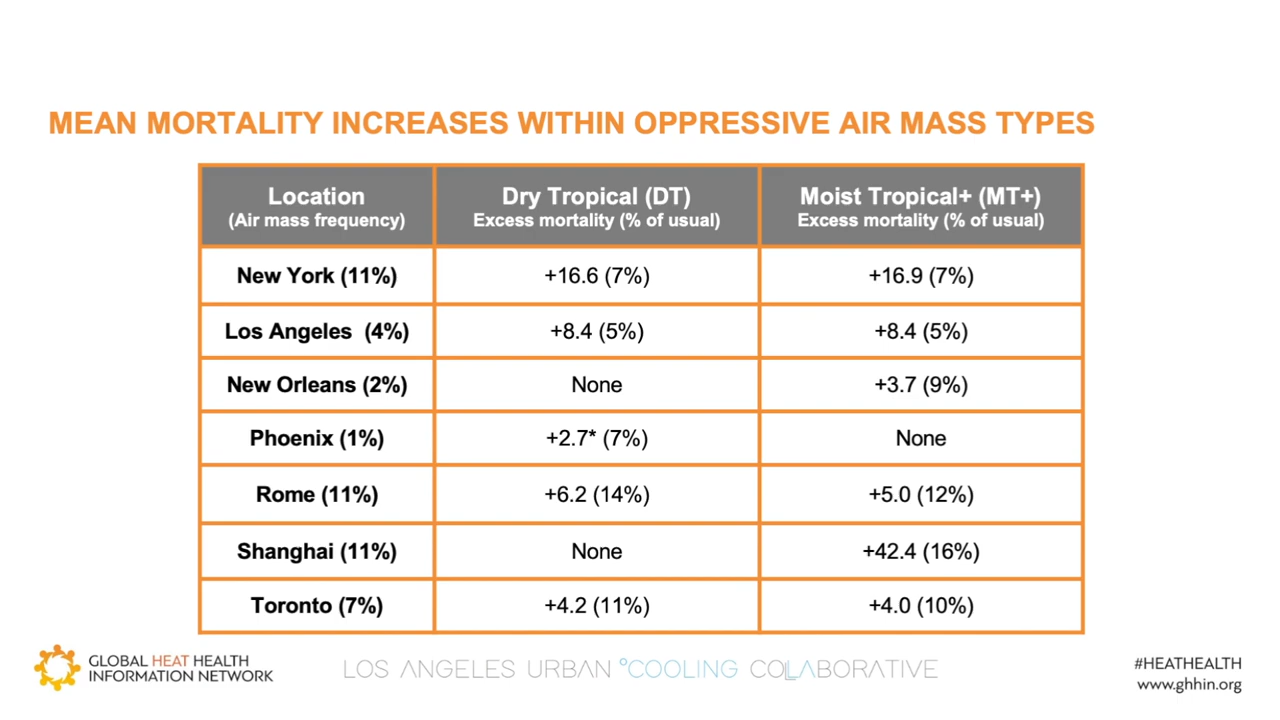 MEAN MORTALITY INCREASES WITHIN OPPRESSIVE AIR MASS TYPES
Location
(Air mass frequency)
Dry Tropical (DT)
Excess mortality (% of usual)
Moist Tropical+ (MT+)
Excess mortality (% of usual)
New York (11%) +16.6 (7%) +16.9 (7%)
Los Angeles (4%) +8.4 (5%) +8.4 (5%)
New Orleans (2%) None +3.7 (9%)
Phoenix (1%) +2.7* (7%) None
Rome (11%) +6.2 (14%) +5.0 (12%)
Shanghai (11%) None +42.4 (16%)
Toronto (7%) +4.2 (11%) +4.0 (10%)
GLOBAL HEAT HEALTH
INFORMATION NETWORK
LOS ANGELES URBAN °COOLING COLLABORATIVE
#HEATHEALTH
www.ghhin.org